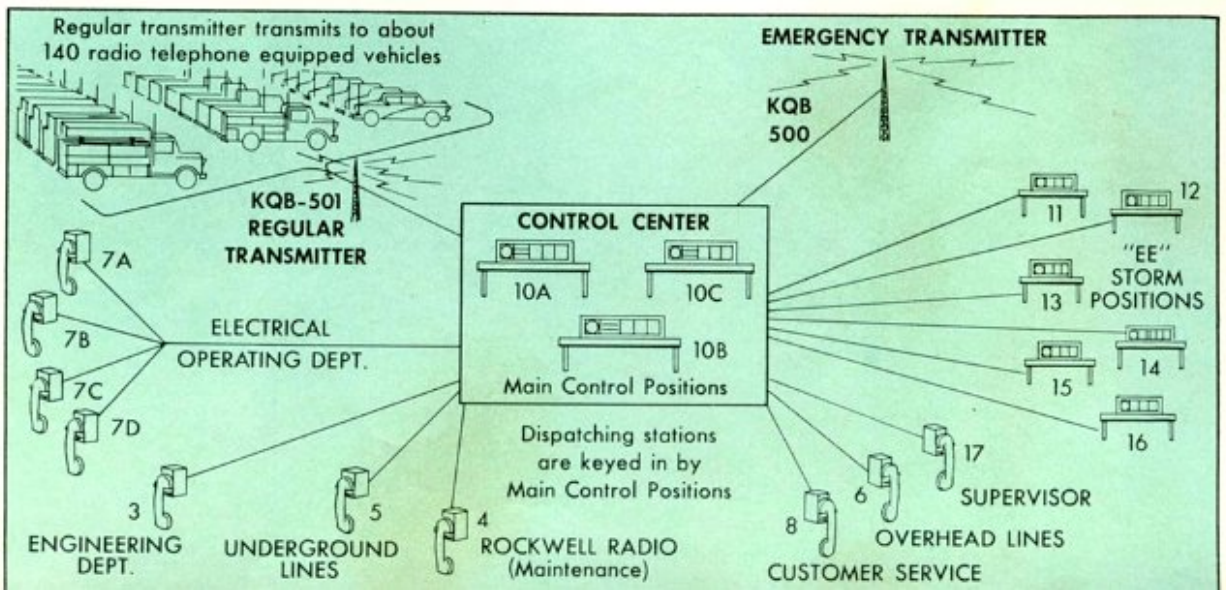 Regular transmitter transmits to about
140 radio telephone equipped vehicles
EMERGENCY TRANSMITTER
KQB
500
KQB-501
REGULAR
TRANSMITTER
CONTROL CENTER
10A
10C
10B
Main Control Positions
7A
7B
7C
7D
ELECTRICAL
OPERATING DEPT.
11
12
"EE"
STORM
POSITIONS
13
14
15
16
Dispatching stations
are keyed in by
Main Control Positions
3
ENGINEERING
DEPT.
5
UNDERGROUND
LINES
4
ROCKWELL RADIO
(Maintenance)
17
SUPERVISOR
6
OVERHEAD LINES
8
CUSTOMER SERVICE